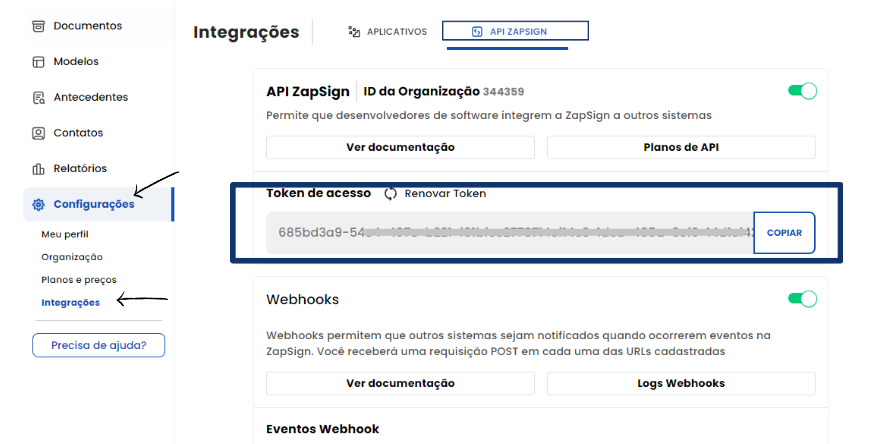 Documentos
Modelos
Antecedentes
Contatos
Relatórios
Configurações
Meu perfil
Organização
Planos e preços
Integrações
Precisa de ajuda?
Integrações
APLICATIVOS
API ZAPSIGN
API ZapSign ID da Organização 344359
Permite que desenvolvedores de software integrem a ZapSign a outros sistemas
Ver documentação
Planos de API
Token de acesso Renovar Token
685bd3a9-54
COPIAR
Webhooks
Webhooks permitem que outros sistemas sejam notificados quando ocorrerem eventos na
ZapSign. Você receberá uma requisição POST em cada uma das URLs cadastradas
Ver documentação
Logs Webhooks
Eventos Webhook